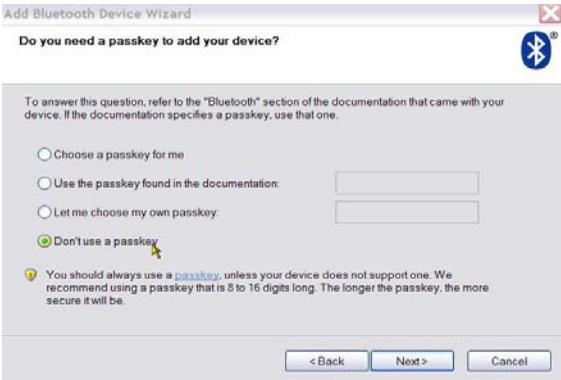 Add Bluetooth Device Wizard
Do you need a passkey to add your device?
To answer this question, refer to the "Bluetooth" section of the documentation that came with your
device. If the documentation specifies a passkey, use that one.
Choose a passkey for me
Use the passkey found in the documentation:
Let me choose my own passkey:
Don't use a passkey
You should always use a passkey, unless your device does not support one. We
recommend using a passkey that is 8 to 16 digits long. The longer the passkey, the more
secure it will be.
< Back
Next >
Cancel